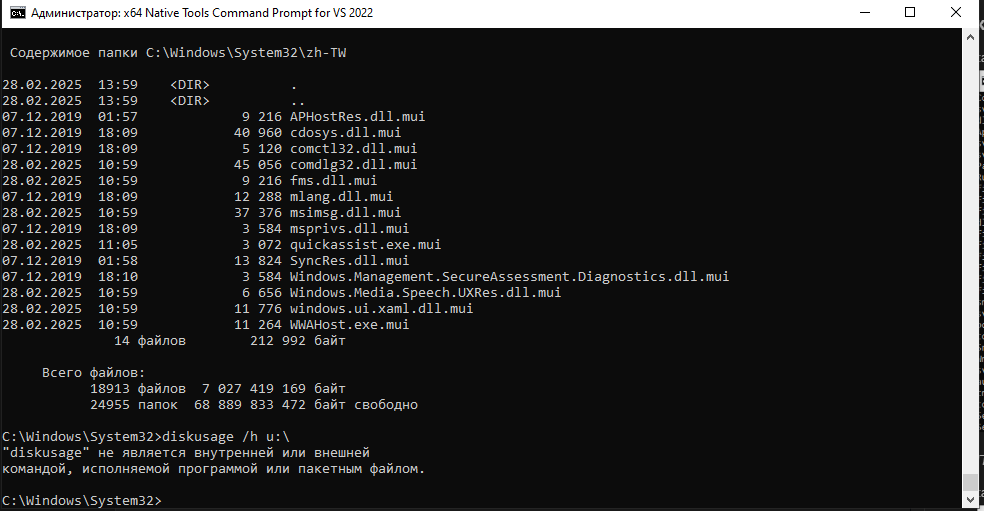 Администратор: x64 Native Tools Command Prompt for VS 2022
Содержимое папки C:\Windows\System32\zh-TW
28.02.2025  13:59    <DIR>          .
28.02.2025  13:59    <DIR>          ..
07.12.2019  01:57             9 216 APHostRes.dll.mui
07.12.2019  18:09            40 960 cdosys.dll.mui
07.12.2019  18:09             5 120 comctl32.dll.mui
28.02.2025  10:59            45 056 comdlg32.dll.mui
28.02.2025  10:59             9 216 fms.dll.mui
07.12.2019  18:09            12 288 mlang.dll.mui
28.02.2025  10:59            37 376 msimsg.dll.mui
07.12.2019  18:09             3 584 msprivs.dll.mui
28.02.2025  11:05             3 072 quickassist.exe.mui
07.12.2019  01:58            13 824 SyncRes.dll.mui
07.12.2019  18:10             3 584 Windows.Management.SecureAssessment.Diagnostics.dll.mui
28.02.2025  10:59             6 656 Windows.Media.Speech.UXRes.dll.mui
28.02.2025  10:59            11 776 windows.ui.xaml.dll.mui
28.02.2025  10:59            11 264 WWAHost.exe.mui
              14 файлов        212 992 байт
     Всего файлов:
           18913 файлов  7 027 419 169 байт
           24955 папок  68 889 833 472 байт свободно
C:\Windows\System32>diskusage /h u:\
"diskusage" не является внутренней или внешней
командой, исполняемой программой или пакетным файлом.
C:\Windows\System32>